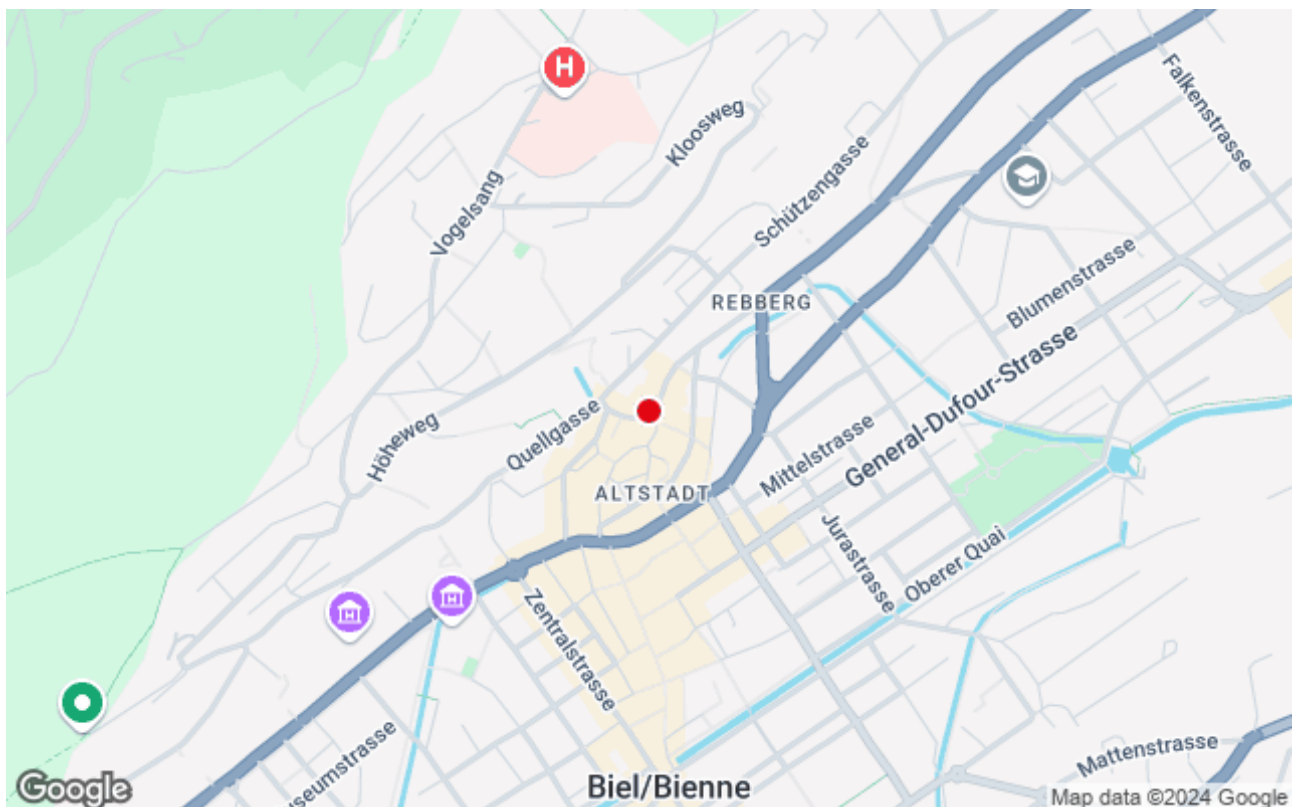 H
Falkenstrasse
Kloosweg
Schützengasse
Vogelsang
Blumenstrasse
REBBERG
General-Dufour-Strasse
Höheweg
Quellgasse
Mittelstrasse
ALTSTADT
Jurastrasse
Oberer Quai
Zentralstrasse
Mattenstrasse
useumstrasse
Biel/Bienne
Google
Map data ©2024 Google